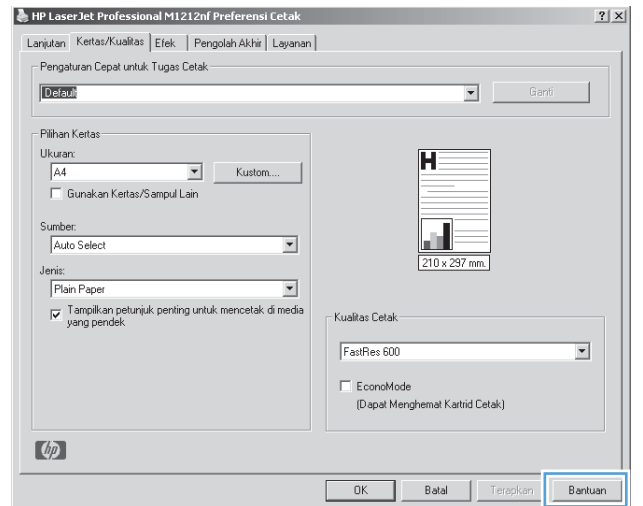 HP LaserJet Professional M1212nf Preferensi Cetak
Lanjutan Kertas/Kualitas Efek Pengolah Akhir Layanan
Pengaturan Cepat untuk Tugas Cetak
Default
Ganti
Pilihan Kertas
Ukuran:
A4
Kustom....
Gunakan Kertas/Sampul Lain
Sumber:
Auto Select
Jenis:
Plain Paper
Tampilkan petunjuk penting untuk mencetak di media
yang pendek
H
210 x 297 mm.
Kualitas Cetak
FastRes 600
EconoMode
(Dapat Menghemat Kartrid Cetak)
hp
OK Batal Terapkan Bantuan